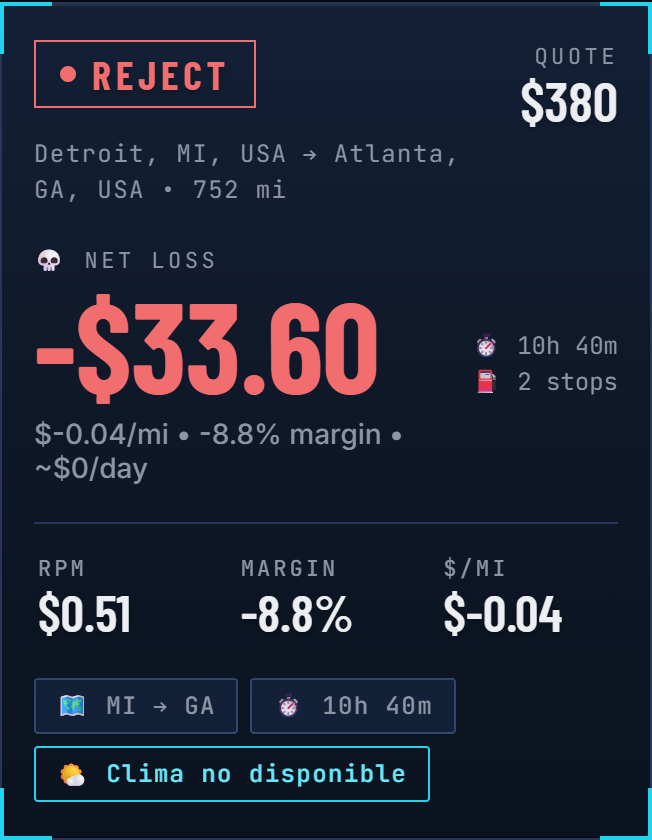 REJECT
QUOTE
$380
Detroit, MI, USA → Atlanta,
GA, USA • 752 mi
NET LOSS
-$33.60
10h 40m
2 stops
$-0.04/mi • -8.8% margin •
~$0/day
RPM
$0.51
MARGIN
-8.8%
$/MI
$-0.04
MI → GA
10h 40m
Clima no disponible